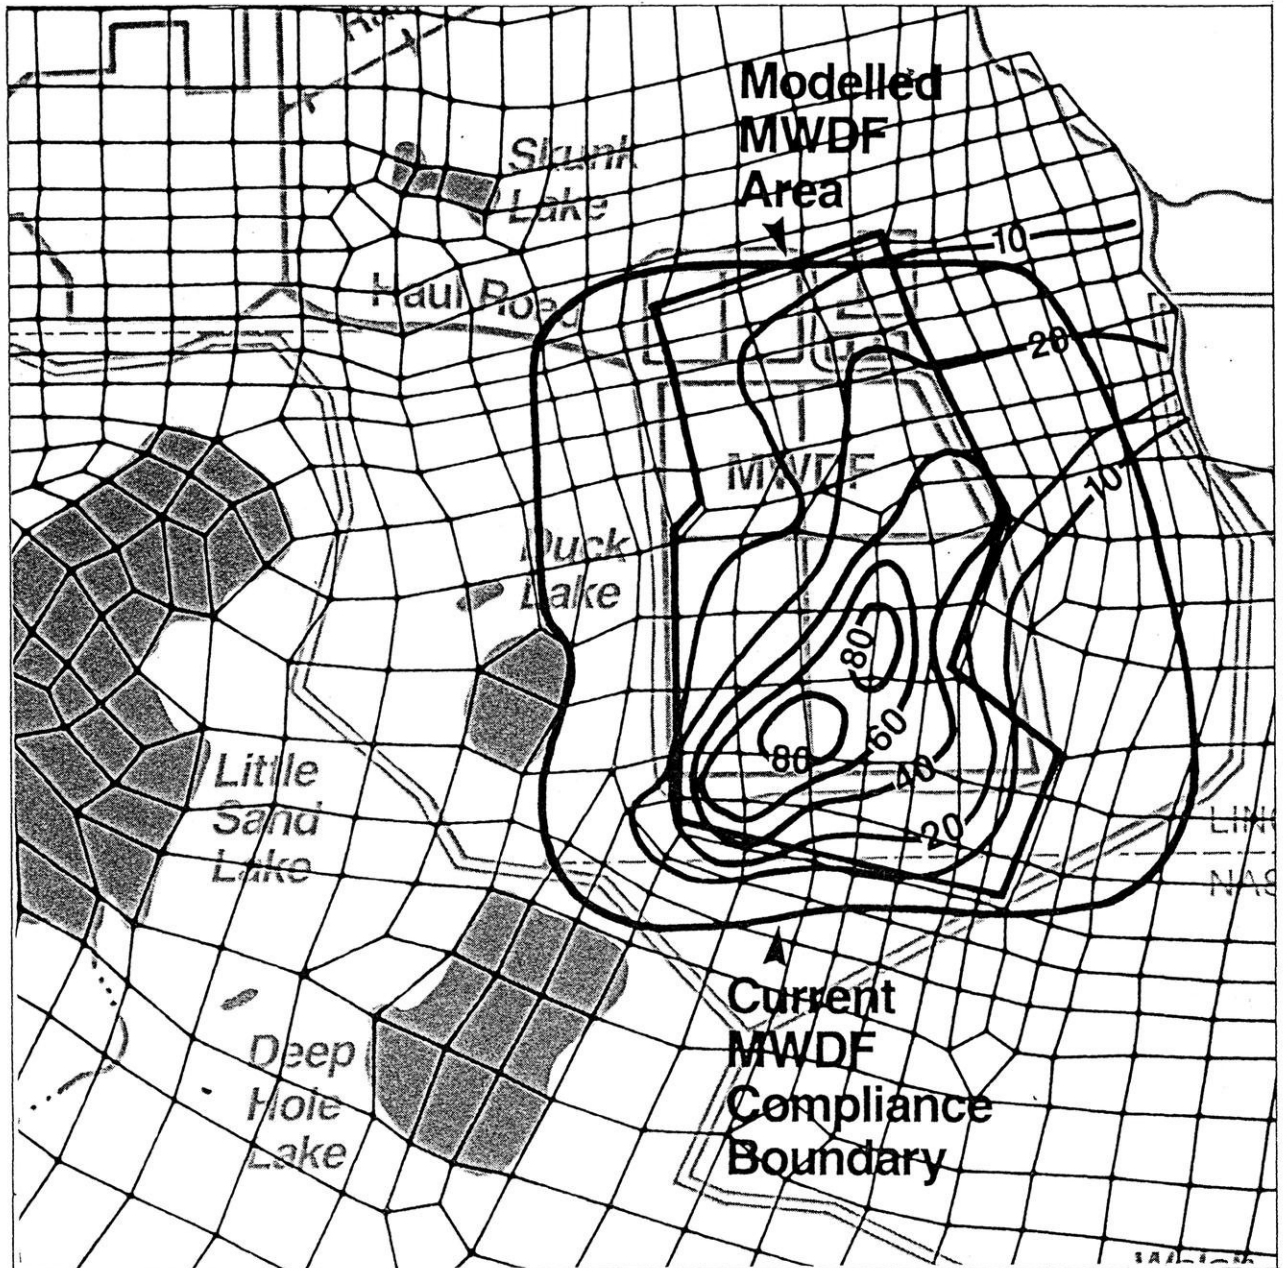 Modelled
MWDF
Area
Skunk
Lake
10
Haul Road
20
MWDF
10
Duck
Lake
80
60
80
40
Little
Sand
Lake
20
Current
MWDF
Compliance
Boundary
Deep
Hole
Lake